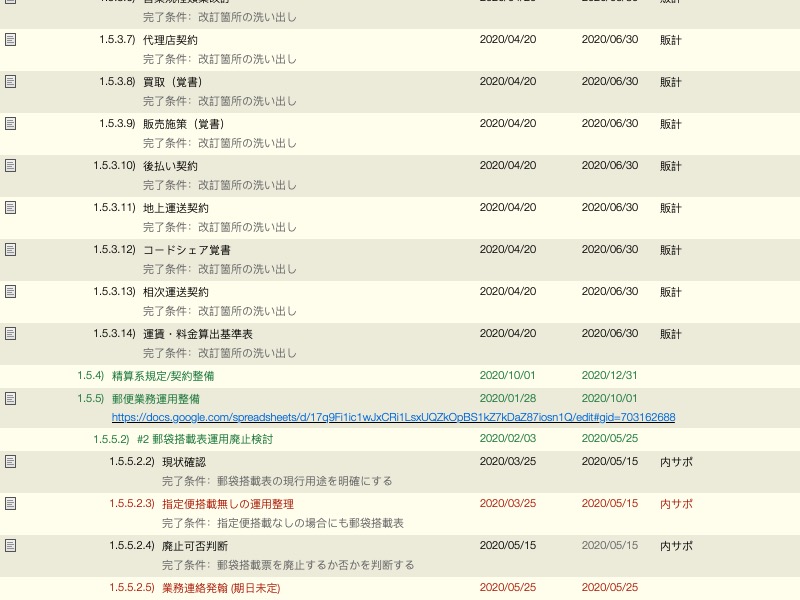 完了条件: 改訂箇所の洗い出し
1.5.3.7) 代理店契約 2020/04/20 2020/06/30 販計
完了条件: 改訂箇所の洗い出し
1.5.3.8) 買取（覚書） 2020/04/20 2020/06/30 販計
完了条件: 改訂箇所の洗い出し
1.5.3.9) 販売施策（覚書） 2020/04/20 2020/06/30 販計
完了条件: 改訂箇所の洗い出し
1.5.3.10) 後払い契約 2020/04/20 2020/06/30 販計
完了条件: 改訂箇所の洗い出し
1.5.3.11) 地上運送契約 2020/04/20 2020/06/30 販計
完了条件: 改訂箇所の洗い出し
1.5.3.12) コードシェア覚書 2020/04/20 2020/06/30 販計
完了条件: 改訂箇所の洗い出し
1.5.3.13) 相次運送契約 2020/04/20 2020/06/30 販計
完了条件: 改訂箇所の洗い出し
1.5.3.14) 運賃・料金算出基準表 2020/04/20 2020/06/30 販計
完了条件: 改訂箇所の洗い出し
1.5.4) 精算系規定/契約整備 2020/10/01 2020/12/31
1.5.5) 郵便業務運用整備 2020/01/28 2020/10/01
https://docs.google.com/spreadsheets/d/17q9Fi1ic1wJxCRi1LsxUQZkOpBS1kZ7kDaZ87iosn1Q/edit#gid=703162688
1.5.5.2) #2 郵袋搭載表運用廃止検討 2020/02/03 2020/05/25
1.5.5.2.2) 現状確認 2020/03/25 2020/05/15 内サポ
完了条件: 郵袋搭載表の現行用途を明確にする
1.5.5.2.3) 指定便搭載無しの運用整理 2020/03/25 2020/05/15 内サポ
完了条件: 指定便搭載なしの場合にも郵袋搭載表
1.5.5.2.4) 廃止可否判断 2020/05/15 2020/05/15 内サポ
完了条件: 郵袋搭載票を廃止するか否かを判断する
1.5.5.2.5) 業務連絡発翰 (期日未定) 2020/05/25 2020/05/25